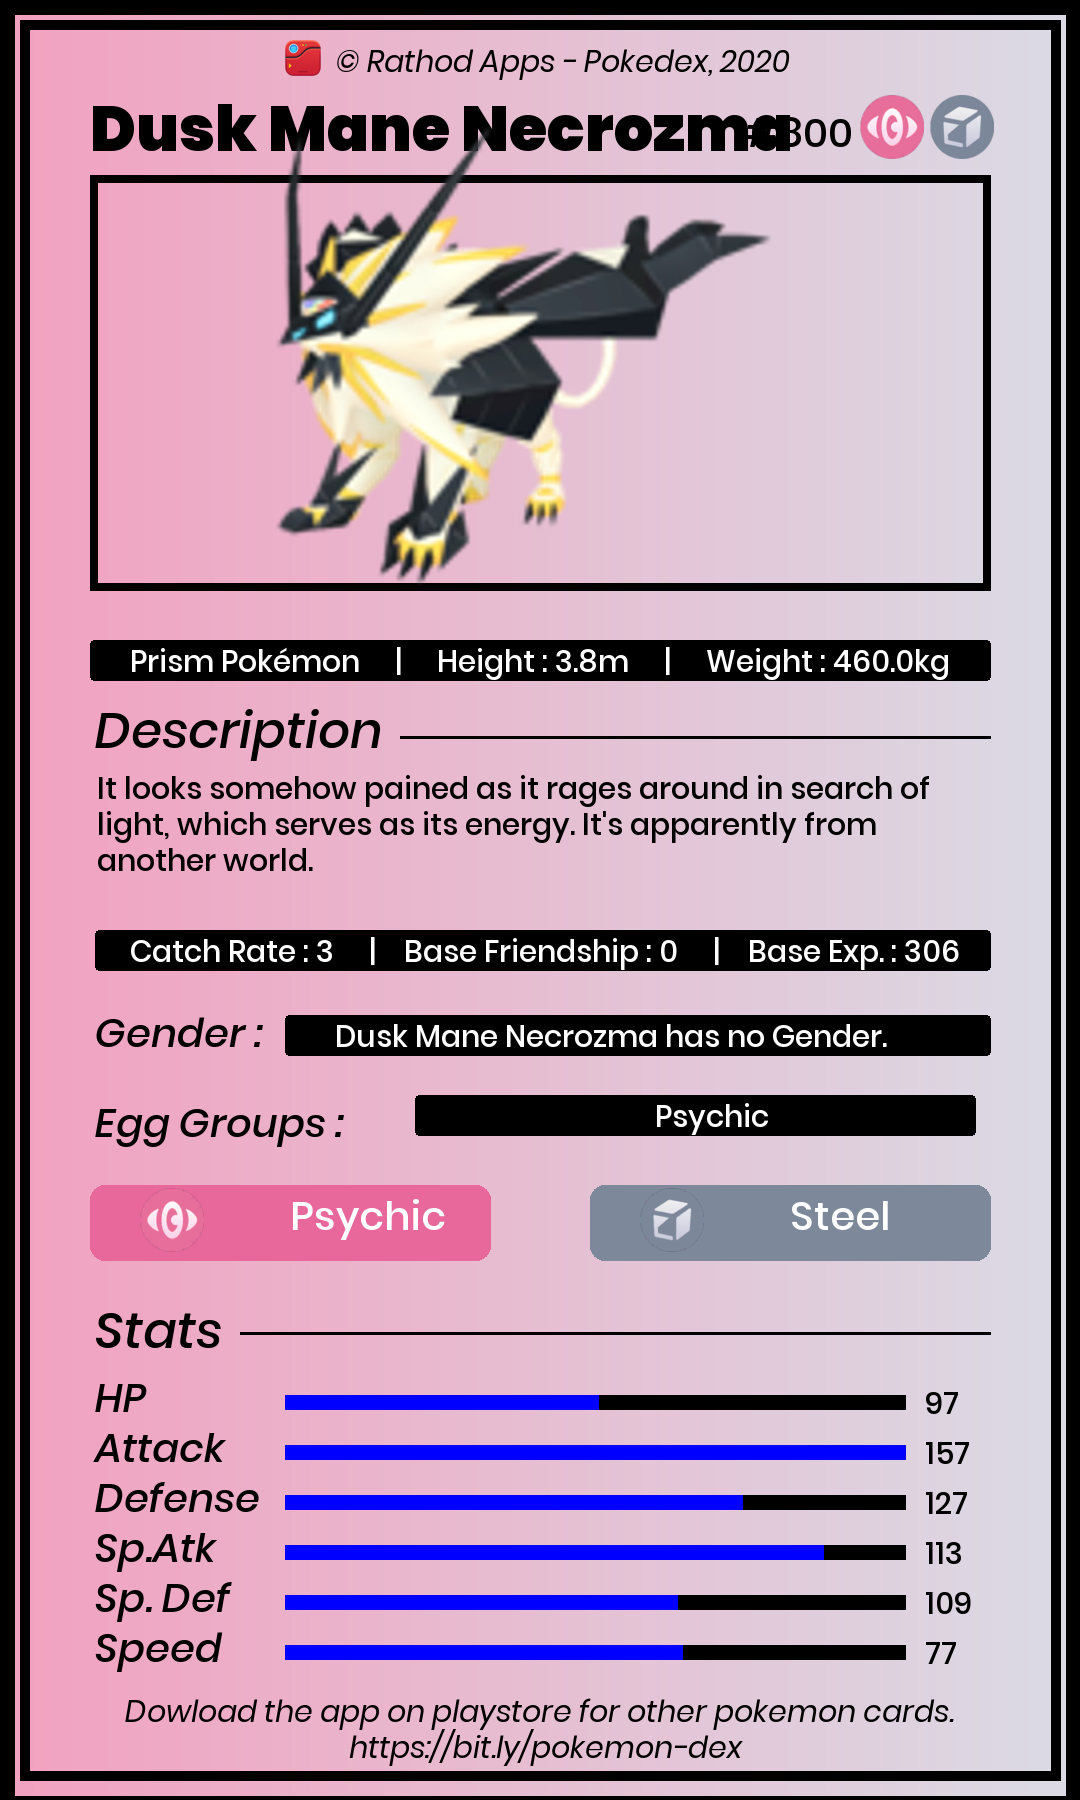 © Rathod Apps - Pokedex, 2020
Dusk Mane Necrozma #800
Prism Pokémon | Height : 3.8m | Weight : 460.0kg
Description
It looks somehow pained as it rages around in search of
light, which serves as its energy. It's apparently from
another world.
Catch Rate : 3 | Base Friendship : 0 | Base Exp. : 306
Gender : Dusk Mane Necrozma has no Gender.
Egg Groups : Psychic
Psychic Steel
Stats
HP 97
Attack 157
Defense 127
Sp.Atk 113
Sp. Def 109
Speed 77
Dowload the app on playstore for other pokemon cards.
https://bit.ly/pokemon-dex